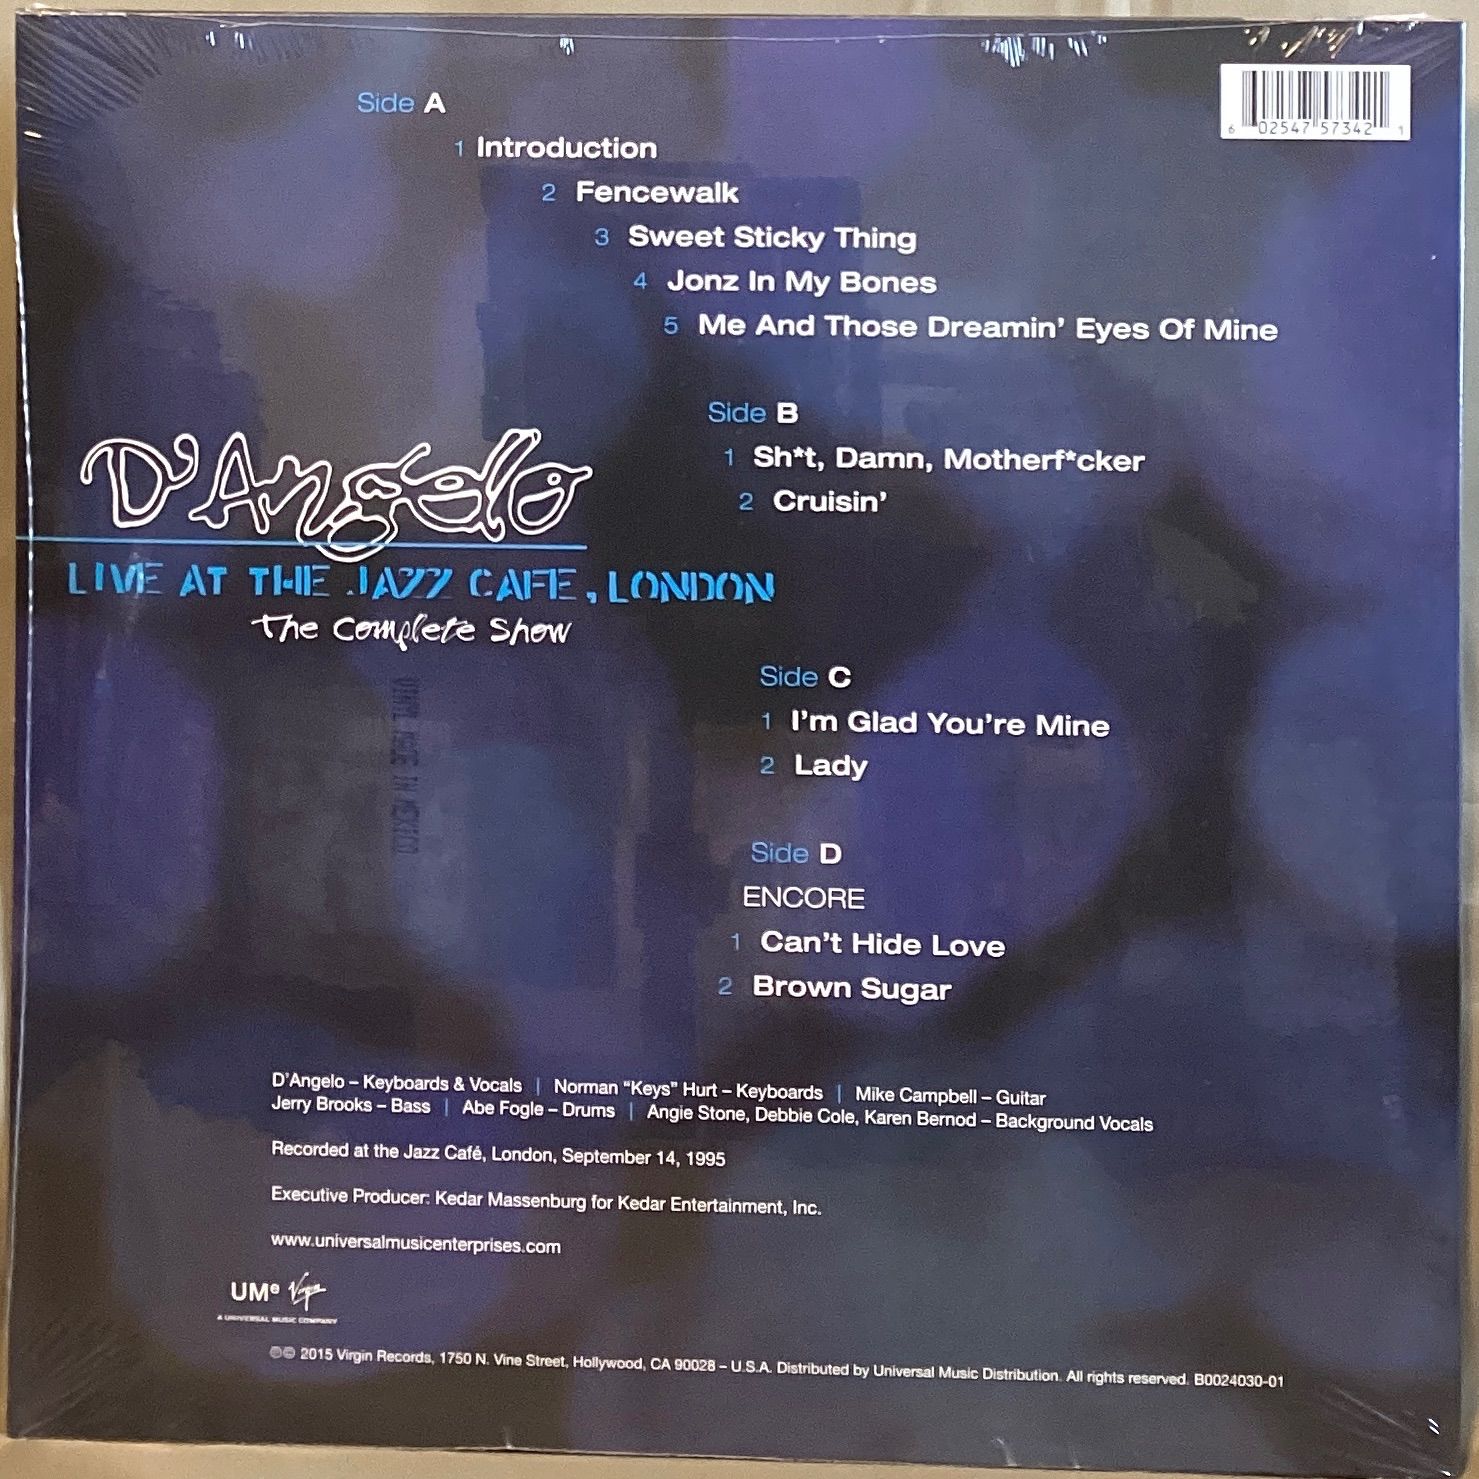 Side A
1 Introduction
2 Fencewalk
3 Sweet Sticky Thing
4 Jonz In My Bones
5 Me And Those Dreamin' Eyes Of Mine
6 02547 57342 1
Side B
1 Sh*t, Damn, Motherf*cker
2 Cruisin'
D'Angelo
LIVE AT THE JAZZ CAFE, LONDON
The Complete Show
VINYL MADE IN MEXICO
Side C
1 I'm Glad You're Mine
2 Lady
Side D
ENCORE
1 Can't Hide Love
2 Brown Sugar
D'Angelo – Keyboards & Vocals | Norman “Keys” Hurt – Keyboards | Mike Campbell – Guitar
Jerry Brooks – Bass | Abe Fogle – Drums | Angie Stone, Debbie Cole, Karen Bernod – Background Vocals
Recorded at the Jazz Café, London, September 14, 1995
Executive Producer: Kedar Massenburg for Kedar Entertainment, Inc.
www.universalmusicenterprises.com
UMe Virgin
A UNIVERSAL MUSIC COMPANY
℗© 2015 Virgin Records, 1750 N. Vine Street, Hollywood, CA 90028 – U.S.A. Distributed by Universal Music Distribution. All rights reserved. B0024030-01